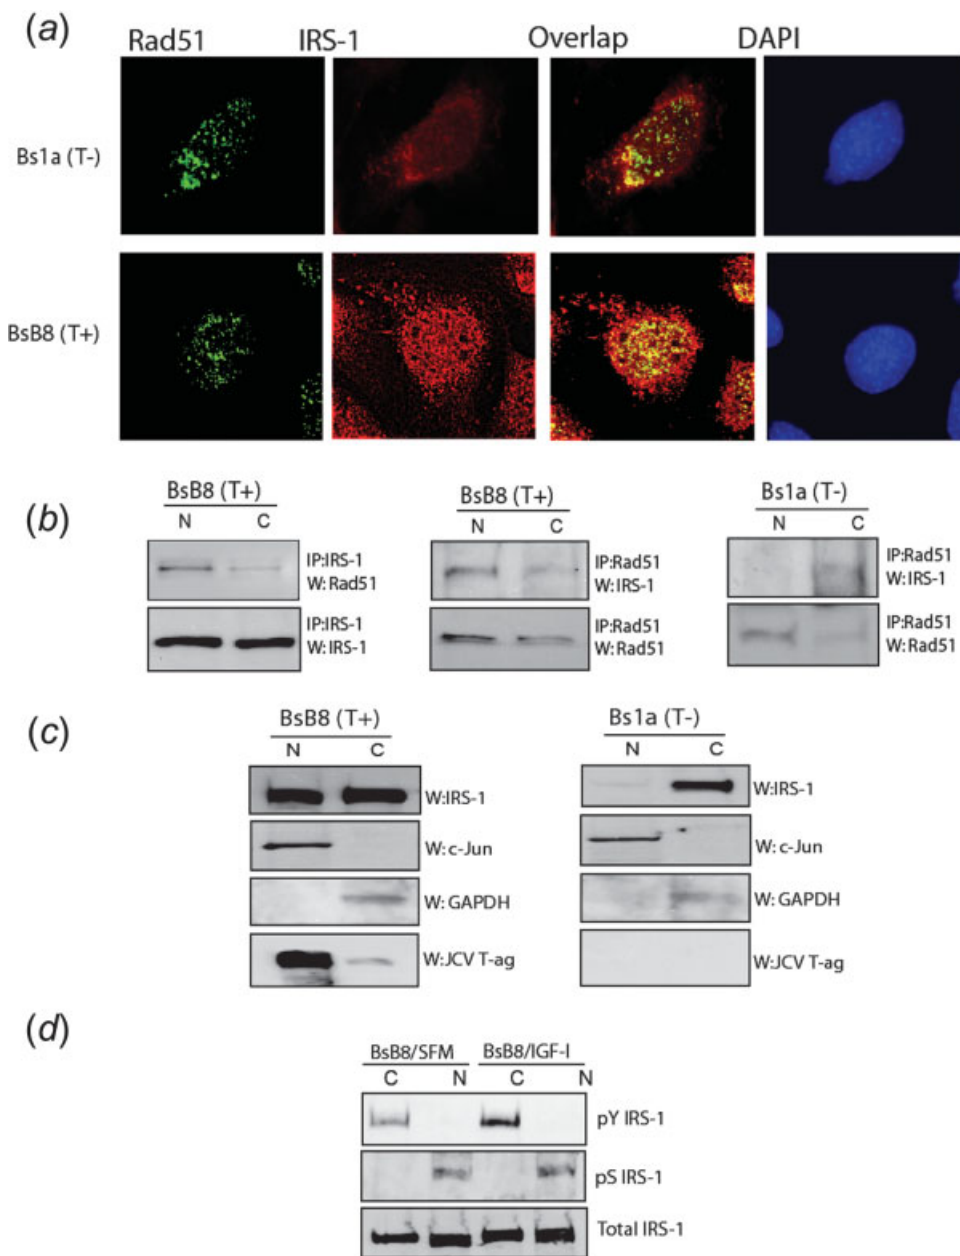 (a)
Rad51 IRS-1 Overlap DAPI
Bs1a (T-)
BsB8 (T+)
(b)
BsB8 (T+)
N C
IP:IRS-1
W: Rad51
IP:IRS-1
W: IRS-1
BsB8 (T+)
N C
IP:Rad51
W: IRS-1
IP:Rad51
W: Rad51
Bs1a (T-)
N C
IP:Rad51
W: IRS-1
IP:Rad51
W: Rad51
(c)
BsB8 (T+)
N C
W:IRS-1
W: c-Jun
W: GAPDH
W:JCV T-ag
Bs1a (T-)
N C
W:IRS-1
W: c-Jun
W: GAPDH
W:JCV T-ag
(d)
BsB8/SFM BsB8/IGF-I
C N C N
pY IRS-1
pS IRS-1
Total IRS-1